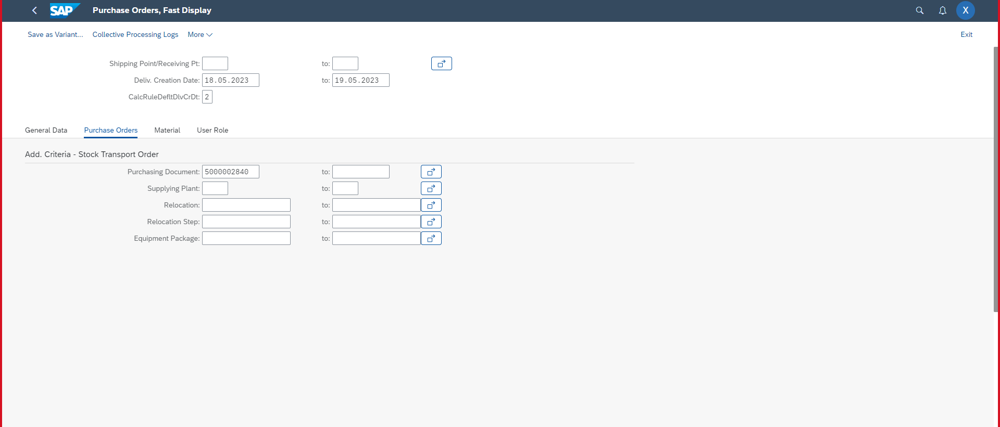 SAP Purchase Orders, Fast Display X
Save as Variant... Collective Processing Logs More Exit
Shipping Point/Receiving Pt: to:
Deliv. Creation Date: 18.05.2023 to: 19.05.2023
CalcRuleDefltDlvCrDt: 2
General Data Purchase Orders Material User Role
Add. Criteria - Stock Transport Order
Purchasing Document: 5000002840 to:
Supplying Plant: to:
Relocation: to:
Relocation Step: to:
Equipment Package: to: